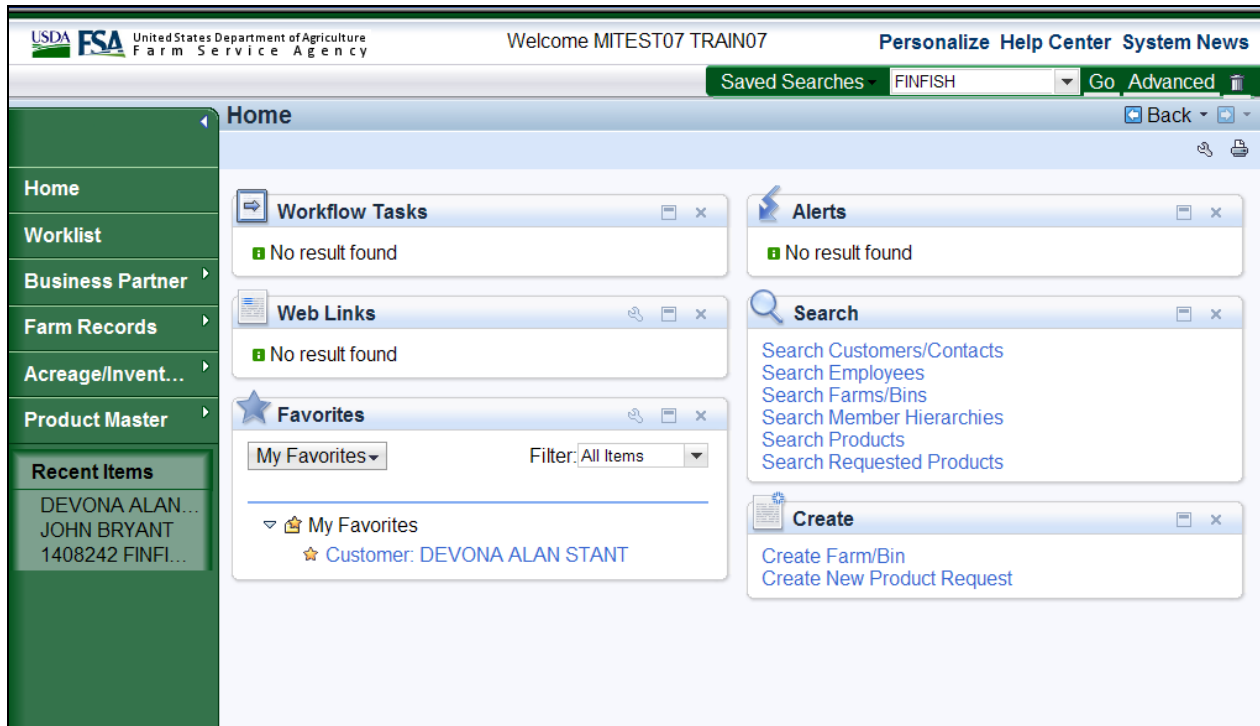 USDA FSA United States Department of Agriculture
Farm Service Agency
Welcome MITEST07 TRAIN07
Personalize Help Center System News
Saved Searches FINFISH Go Advanced
Home
Back
Home
Worklist
Business Partner
Farm Records
Acreage/Invent...
Product Master
Recent Items
DEVONA ALAN...
JOHN BRYANT
1408242 FINFI...
Workflow Tasks
No result found
Web Links
No result found
Favorites
My Favorites
Filter: All Items
My Favorites
Customer: DEVONA ALAN STANT
Alerts
No result found
Search
Search Customers/Contacts
Search Employees
Search Farms/Bins
Search Member Hierarchies
Search Products
Search Requested Products
Create
Create Farm/Bin
Create New Product Request